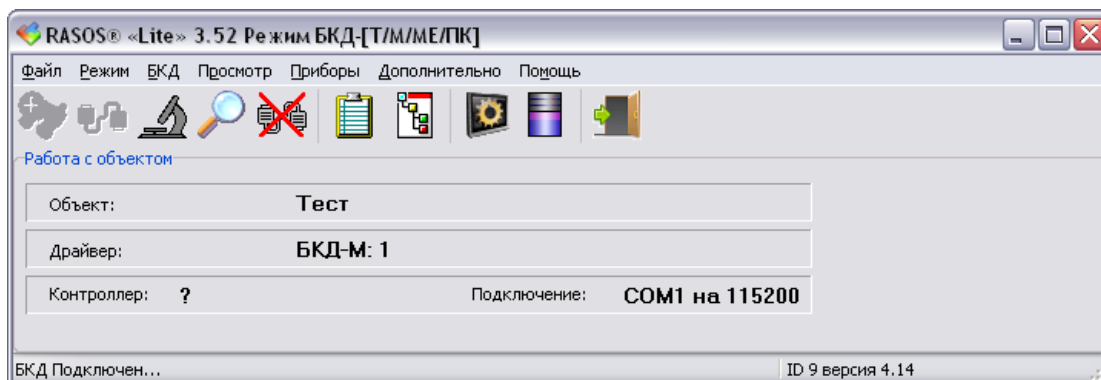 RASOS® «Lite» 3.52 Режим БКД-[Т/М/МЕ/ПК]
Файл Режим БКД Просмотр Приборы Дополнительно Помощь
Работа с объектом
Объект: Тест
Драйвер: БКД-М: 1
Контроллер: ? Подключение: COM1 на 115200
БКД Подключен... ID 9 версия 4.14